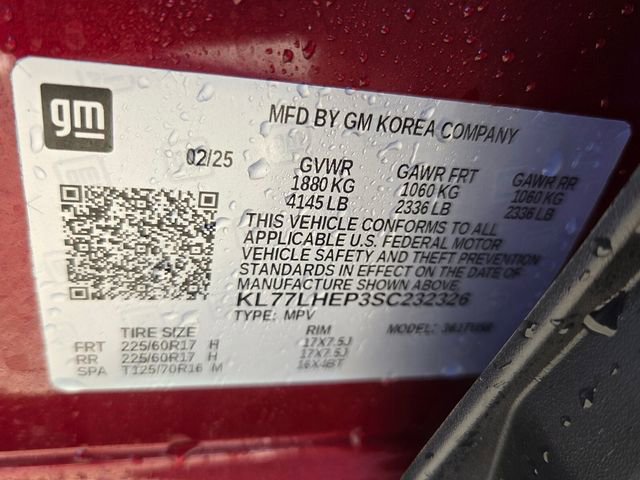 gm
MFD BY GM KOREA COMPANY
02/25 GVWR GAWR FRT GAWR RR
1880 KG 1060 KG 1060 KG
4145 LB 2336 LB 2336 LB
THIS VEHICLE CONFORMS TO ALL
APPLICABLE U.S. FEDERAL MOTOR
VEHICLE SAFETY AND THEFT PREVENTION
STANDARDS IN EFFECT ON THE DATE OF
MANUFACTURE SHOWN ABOVE.
KL77LHEP3SC232326
TYPE: MPV MODEL:
TIRE SIZE RIM
FRT 225/60R17 H 17X7.5J
RR 225/60R17 H 17X7.5J
SPA T125/70R16 M 16X4BT